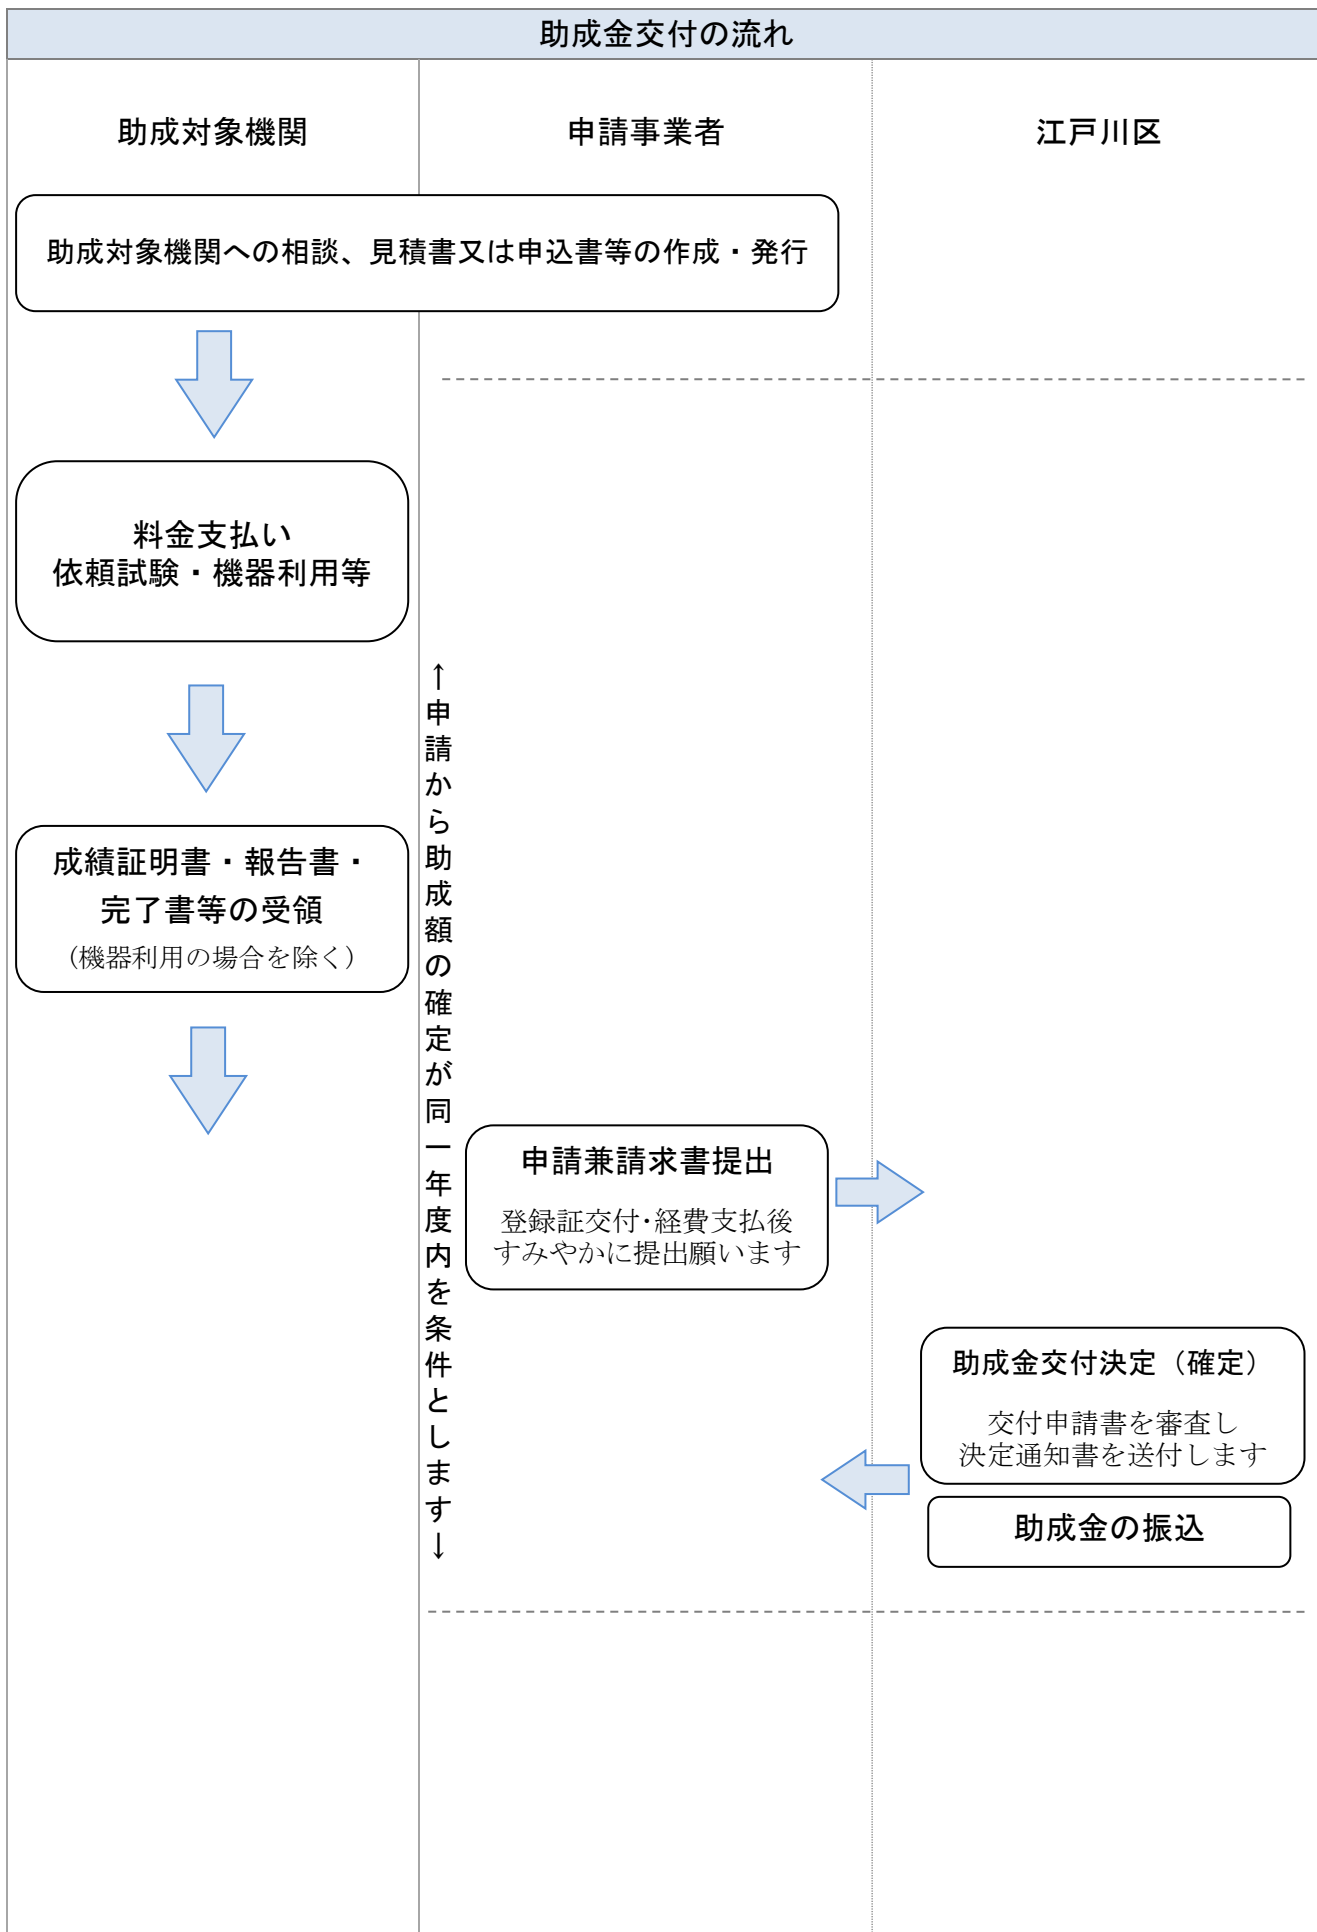 助成金交付の流れ
助成対象機関
申請事業者
江戸川区
助成対象機関への相談、見積書又は申込書等の作成・発行
料金支払い
依頼試験・機器利用等
成績証明書・報告書・
完了書等の受領
（機器利用の場合を除く）
↑申請から助成額の確定が同一年度内を条件とします↓
申請兼請求書提出
登録証交付･経費支払後
すみやかに提出願います
助成金交付決定（確定）
交付申請書を審査し
決定通知書を送付します
助成金の振込